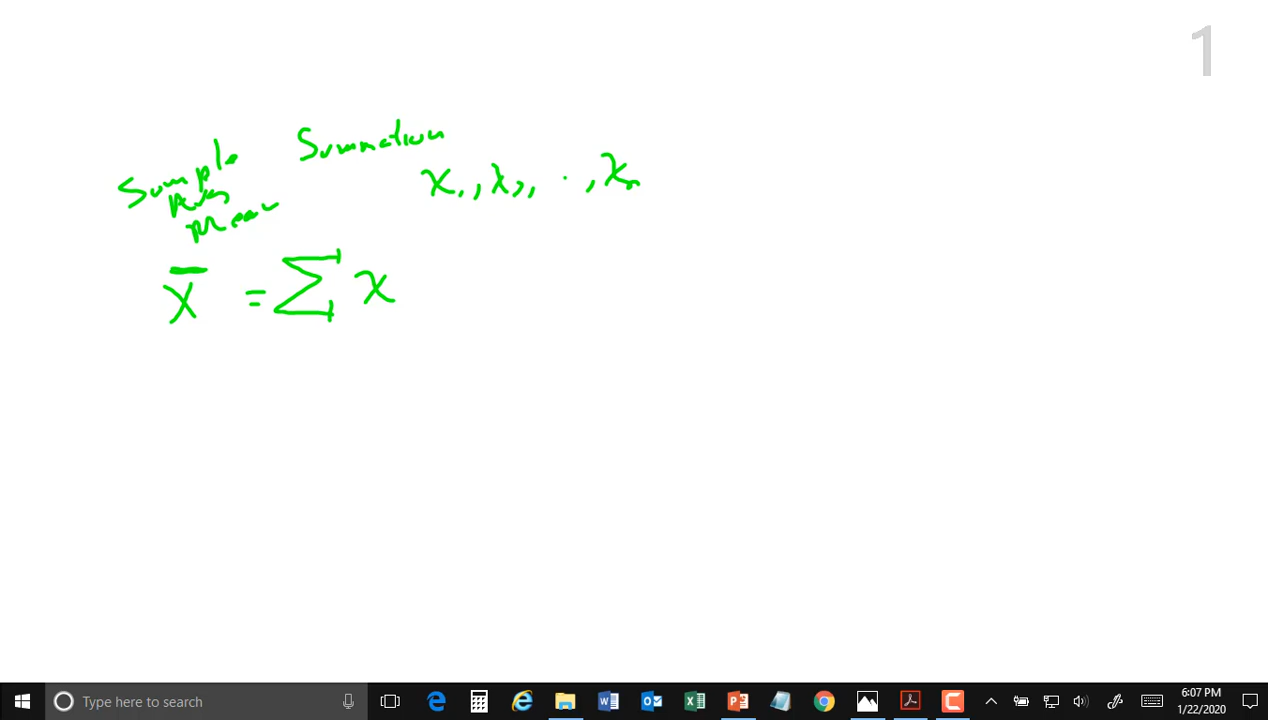 1
Summation
Sample
x₁, x₂, ., xₙ
Mean
X̄ = Σ x
Type here to search
6:07 PM
1/22/2020